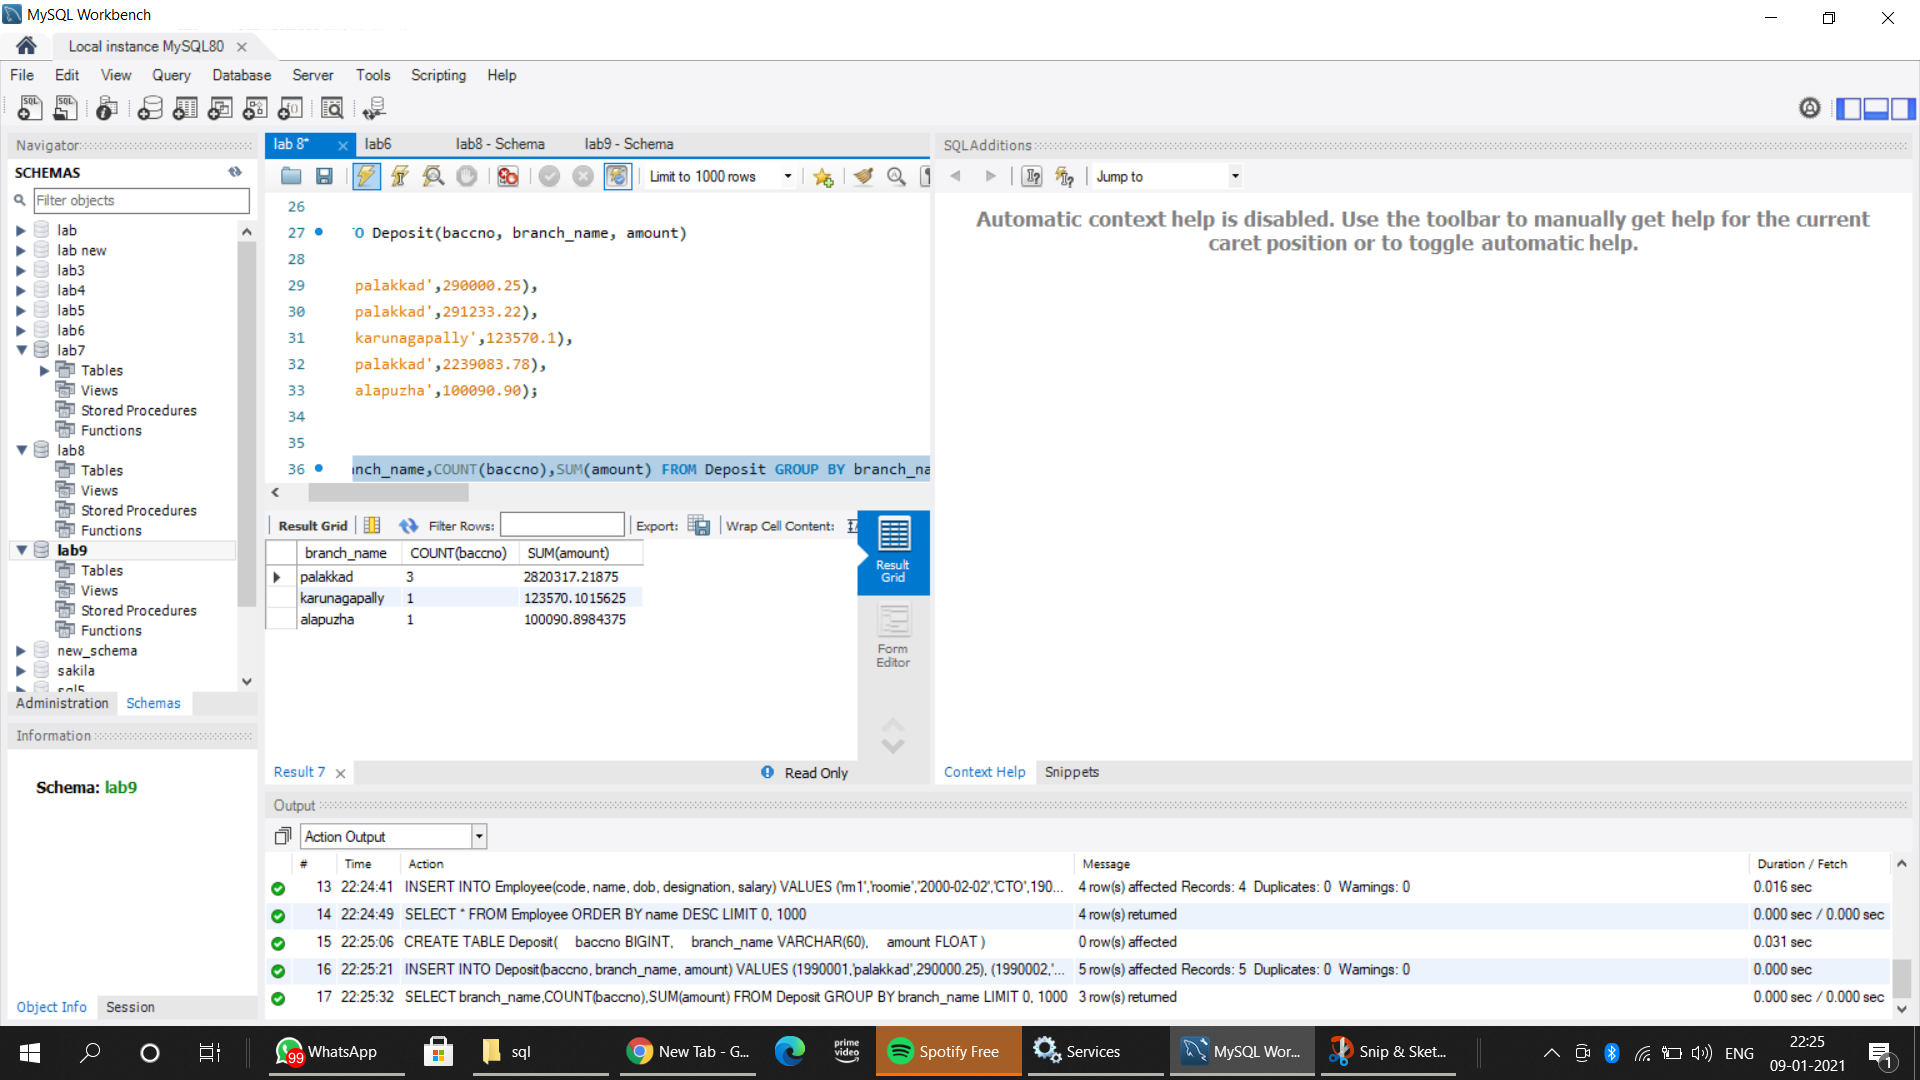 MySQL Workbench
Local instance MySQL80
File Edit View Query Database Server Tools Scripting Help
Navigator
SCHEMAS
Filter objects
lab
lab new
lab3
lab4
lab5
lab6
lab7
Tables
Views
Stored Procedures
Functions
lab8
Tables
Views
Stored Procedures
Functions
lab9
Tables
Views
Stored Procedures
Functions
new_schema
sakila
sql5
Administration Schemas
Information
Schema: lab9
Object Info Session
lab 8* lab6 lab8 - Schema lab9 - Schema
Limit to 1000 rows
26
27 O Deposit(baccno, branch_name, amount)
28
29 palakkad',290000.25),
30 palakkad',291233.22),
31 karunagapally',123570.1),
32 palakkad',2239083.78),
33 alapuzha',100090.90);
34
35
36 nch_name,COUNT(baccno),SUM(amount) FROM Deposit GROUP BY branch_na
Result Grid Filter Rows: Export: Wrap Cell Content:
branch_name COUNT(baccno) SUM(amount)
palakkad 3 2820317.21875
karunagapally 1 123570.1015625
alapuzha 1 100090.8984375
Result Grid
Form Editor
Result 7 Read Only
SQLAdditions
Jump to
Automatic context help is disabled. Use the toolbar to manually get help for the current
caret position or to toggle automatic help.
Context Help Snippets
Output
Action Output
# Time Action Message Duration / Fetch
13 22:24:41 INSERT INTO Employee(code, name, dob, designation, salary) VALUES ('rm1','roomie','2000-02-02','CTO',190... 4 row(s) affected Records: 4 Duplicates: 0 Warnings: 0 0.016 sec
14 22:24:49 SELECT * FROM Employee ORDER BY name DESC LIMIT 0, 1000 4 row(s) returned 0.000 sec / 0.000 sec
15 22:25:06 CREATE TABLE Deposit( baccno BIGINT, branch_name VARCHAR(60), amount FLOAT ) 0 row(s) affected 0.031 sec
16 22:25:21 INSERT INTO Deposit(baccno, branch_name, amount) VALUES (1990001,'palakkad',290000.25), (1990002,'... 5 row(s) affected Records: 5 Duplicates: 0 Warnings: 0 0.000 sec
17 22:25:32 SELECT branch_name,COUNT(baccno),SUM(amount) FROM Deposit GROUP BY branch_name LIMIT 0, 1000 3 row(s) returned 0.000 sec / 0.000 sec
99 WhatsApp sql New Tab - G... prime video Spotify Free Services MySQL Wor... Snip & Sket... ENG 22:25
09-01-2021 1